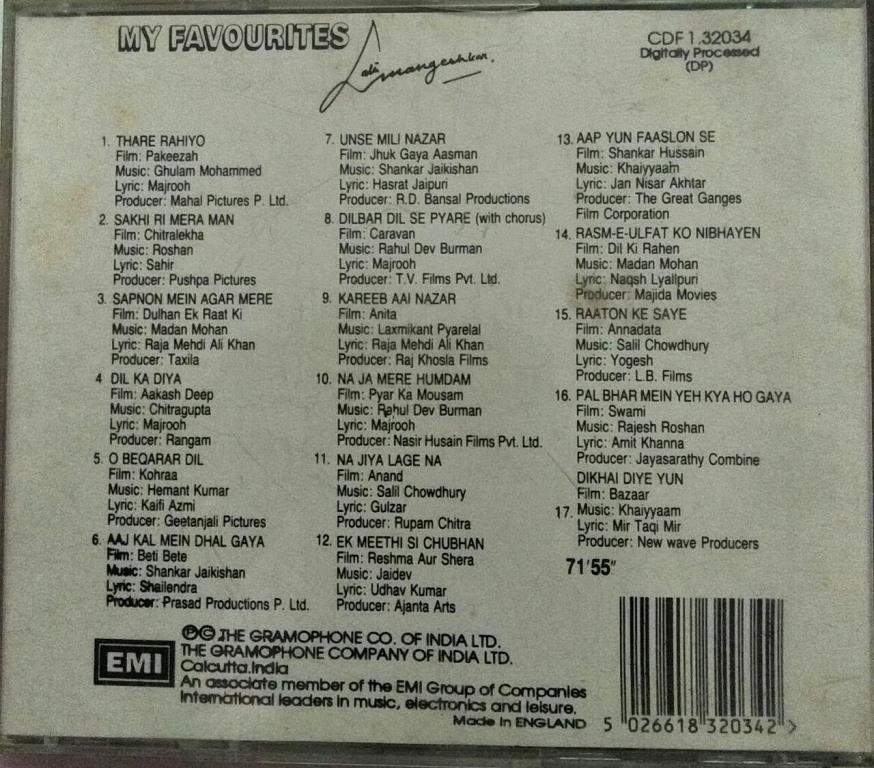 MY FAVOURITES
Lata Mangeshkar.
CDF 1.32034
Digitally Processed
(DP)
1. THARE RAHIYO
Film: Pakeezah
Music: Ghulam Mohammed
Lyric: Majrooh
Producer: Mahal Pictures P. Ltd.
2. SAKHI RI MERA MAN
Film: Chitralekha
Music: Roshan
Lyric: Sahir
Producer: Pushpa Pictures
3. SAPNON MEIN AGAR MERE
Film: Dulhan Ek Raat Ki
Music: Madan Mohan
Lyric: Raja Mehdi Ali Khan
Producer: Taxila
4 DIL KA DIYA
Film: Aakash Deep
Music: Chitragupta
Lyric: Majrooh
Producer: Rangam
5. O BEQARAR DIL
Film: Kohraa
Music: Hemant Kumar
Lyric: Kaifi Azmi
Producer: Geetanjali Pictures
6. AAJ KAL MEIN DHAL GAYA
Film: Beti Bete
Music: Shankar Jaikishan
Lyric: Shailendra
Producer: Prasad Productions P. Ltd.
7. UNSE MILI NAZAR
Film: Jhuk Gaya Aasman
Music: Shankar Jaikishan
Lyric: Hasrat Jaipuri
Producer: R.D. Bansal Productions
8. DILBAR DIL SE PYARE (with chorus)
Film: Caravan
Music: Rahul Dev Burman
Lyric: Majrooh
Producer: T.V. Films Pvt. Ltd.
9. KAREEB AAI NAZAR
Film: Anita
Music: Laxmikant Pyarelal
Lyric: Raja Mehdi Ali Khan
Producer: Raj Khosla Films
10. NA JA MERE HUMDAM
Film: Pyar Ka Mousam
Music: Rahul Dev Burman
Lyric: Majrooh
Producer: Nasir Husain Films Pvt. Ltd.
11. NA JIYA LAGE NA
Film: Anand
Music: Salil Chowdhury
Lyric: Gulzar
Producer: Rupam Chitra
12. EK MEETHI SI CHUBHAN
Film: Reshma Aur Shera
Music: Jaidev
Lyric: Udhav Kumar
Producer: Ajanta Arts
13. AAP YUN FAASLON SE
Film: Shankar Hussain
Music: Khaiyyaam
Lyric: Jan Nisar Akhtar
Producer: The Great Ganges
Film Corporation
14. RASM-E-ULFAT KO NIBHAYEN
Film: Dil Ki Rahen
Music: Madan Mohan
Lyric: Naqsh Lyallpuri
Producer: Majida Movies
15. RAATON KE SAYE
Film: Annadata
Music: Salil Chowdhury
Lyric: Yogesh
Producer: L.B. Films
16. PAL BHAR MEIN YEH KYA HO GAYA
Film: Swami
Music: Rajesh Roshan
Lyric: Amit Khanna
Producer: Jayasarathy Combine
DIKHAI DIYE YUN
Film: Bazaar
17. Music: Khaiyyaam
Lyric: Mir Taqi Mir
Producer: New wave Producers
71'55"
EMI
℗© THE GRAMOPHONE CO. OF INDIA LTD.
THE GRAMOPHONE COMPANY OF INDIA LTD.
Calcutta.India
An associate member of the EMI Group of Companies
International leaders in music, electronics and leisure.
Made in ENGLAND
5 026618 320342 >